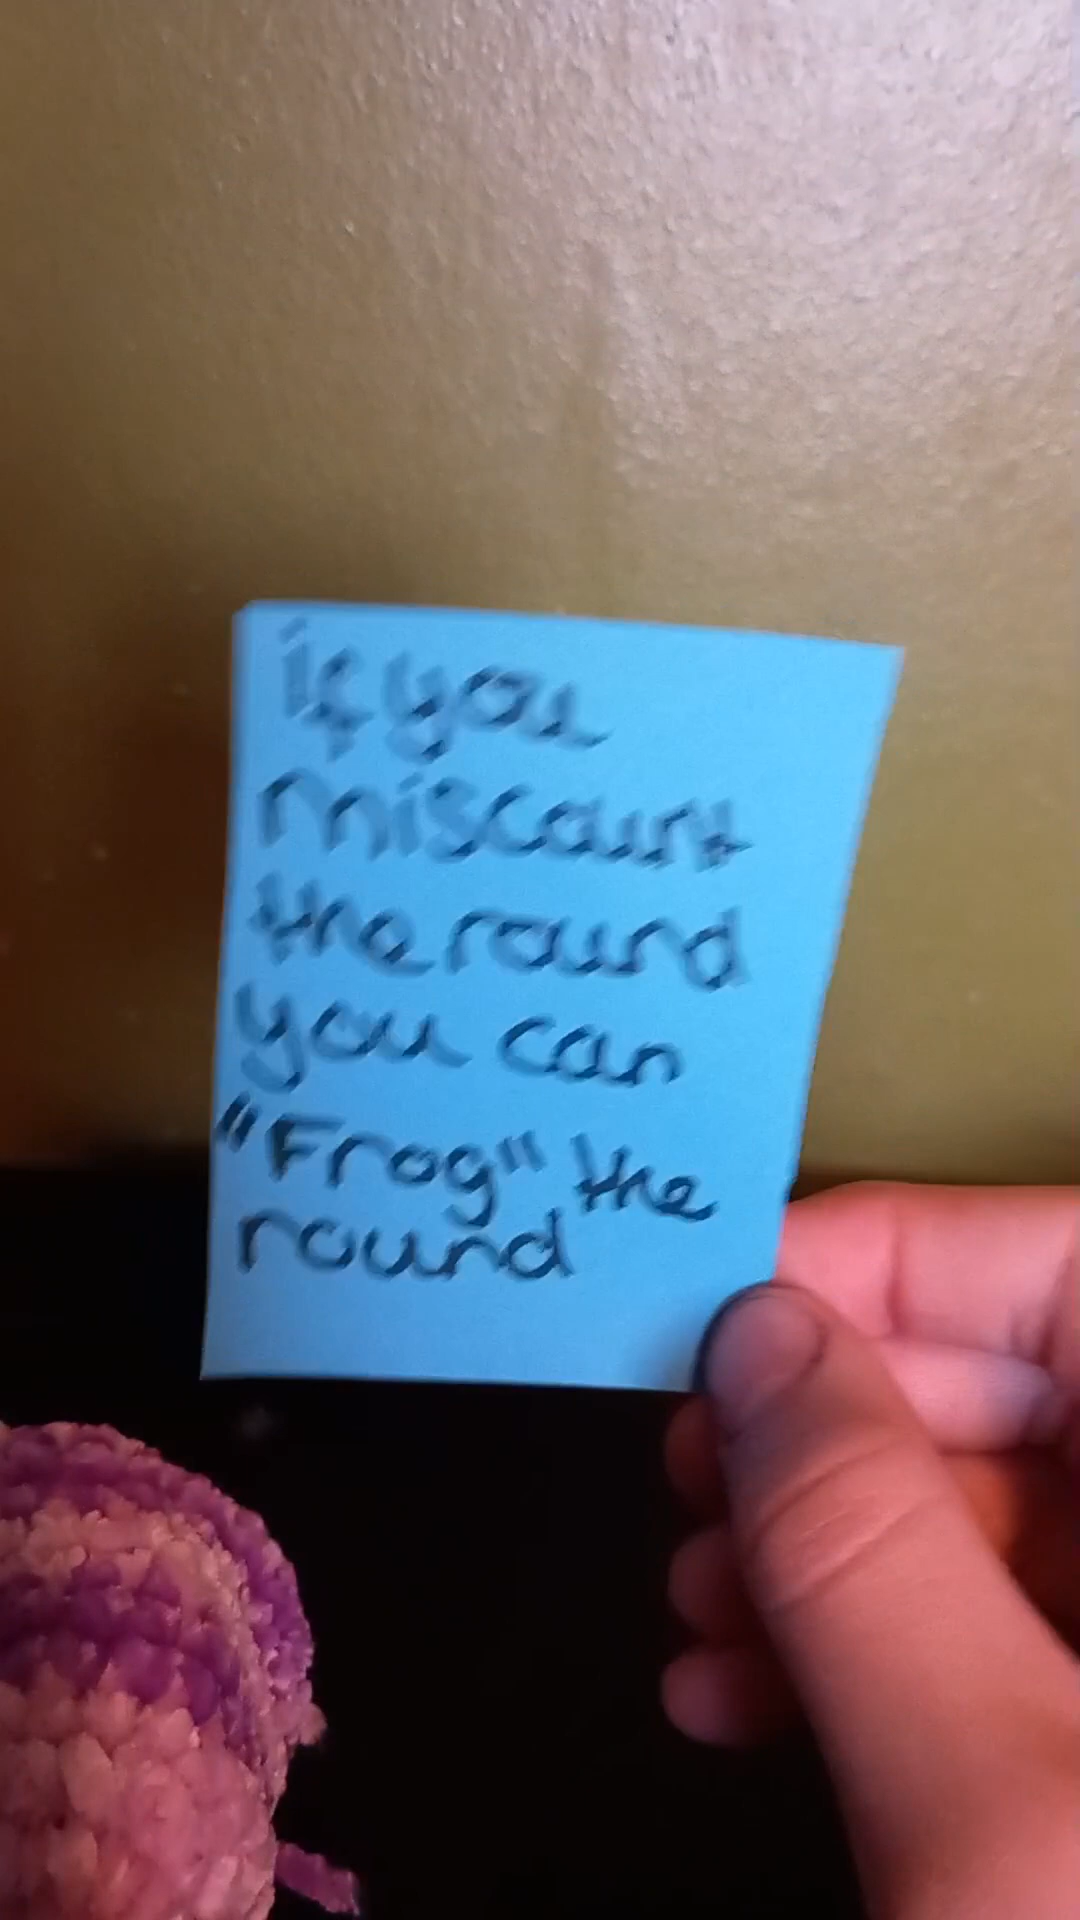 if you
miscount
the round
you can
"Frog" the
round